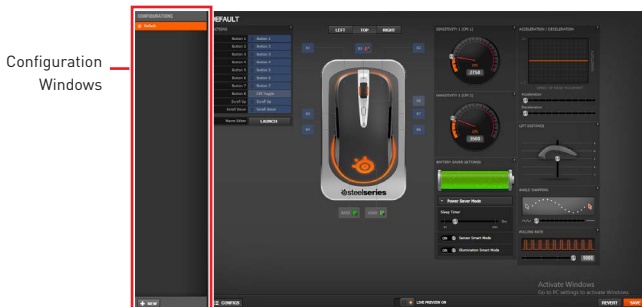 Configuration
Windows
CONFIGURATIONS
Default
+ NEW
DEFAULT
Button 1 Button 1
Button 2 Button 2
Button 3 Button 3
Button 4 Button 4
Button 5 Button 5
Button 6 Button 6
Button 7 Button 7
Button 8 CPI Toggle
Scroll Up Scroll Up
Scroll Down Scroll Down
Macro Editor LAUNCH
LEFT TOP RIGHT
steelseries
SENSITIVITY 1 (CPI 1)
2750
SENSITIVITY 2 (CPI 2)
3500
BATTERY SAVER SETTINGS
Power Saver Mode
Sleep Timer
ON Sensor Smart Mode
ON Illumination Smart Mode
ACCELERATION / DECELERATION
Acceleration
Deceleration
LIFT DISTANCE
ANGLE SNAPPING
POLLING RATE
Activate Windows
Go to PC settings to activate Windows.
CONFIGS
LIVE PREVIEW ON
REVERT SAVE